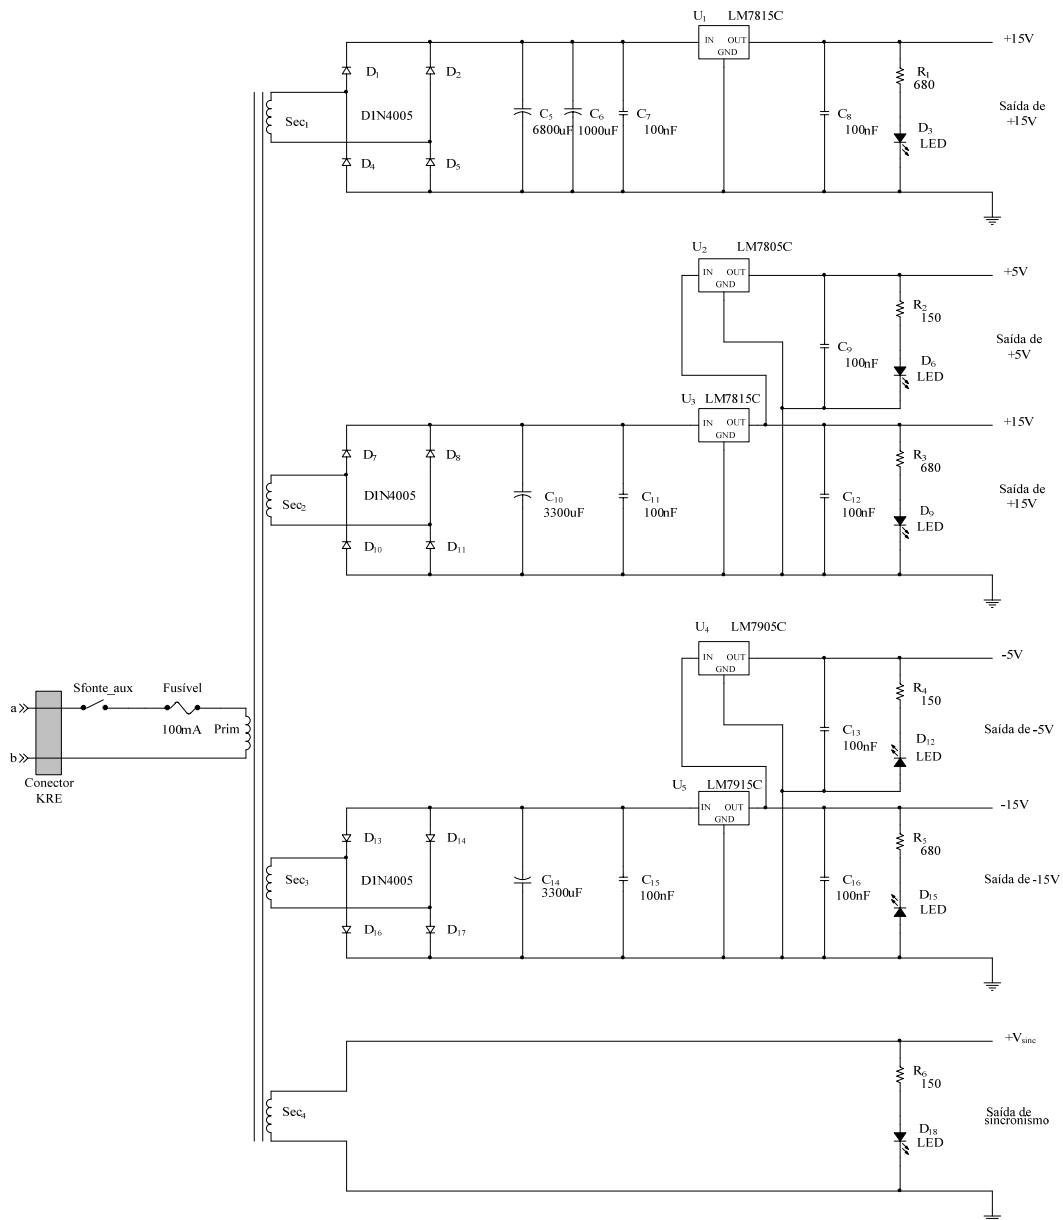 U1 LM7815C
IN OUT
GND
+15V
D1
D2
DIN4005
Sec1
D4
D5
C5
6800uF
C6
1000uF
C7
100nF
C8
100nF
R1
680
D3
LED
Saída de
+15V
U2 LM7805C
IN OUT
GND
+5V
C9
100nF
R2
150
D6
LED
Saída de
+5V
U3 LM7815C
IN OUT
GND
+15V
D7
D8
DIN4005
Sec2
D10
D11
C10
3300uF
C11
100nF
C12
100nF
R3
680
D9
LED
Saída de
+15V
U4 LM7905C
IN OUT
GND
-5V
C13
100nF
R4
150
D12
LED
Saída de -5V
a
b
Conector
KRE
Sfonte_aux
Fusível
100mA
Prim
U5 LM7915C
IN OUT
GND
-15V
D13
D14
DIN4005
Sec3
D16
D17
C14
3300uF
C15
100nF
C16
100nF
R5
680
D15
LED
Saída de -15V
+Vsinc
Sec4
R6
150
D18
LED
Saída de
sincronismo